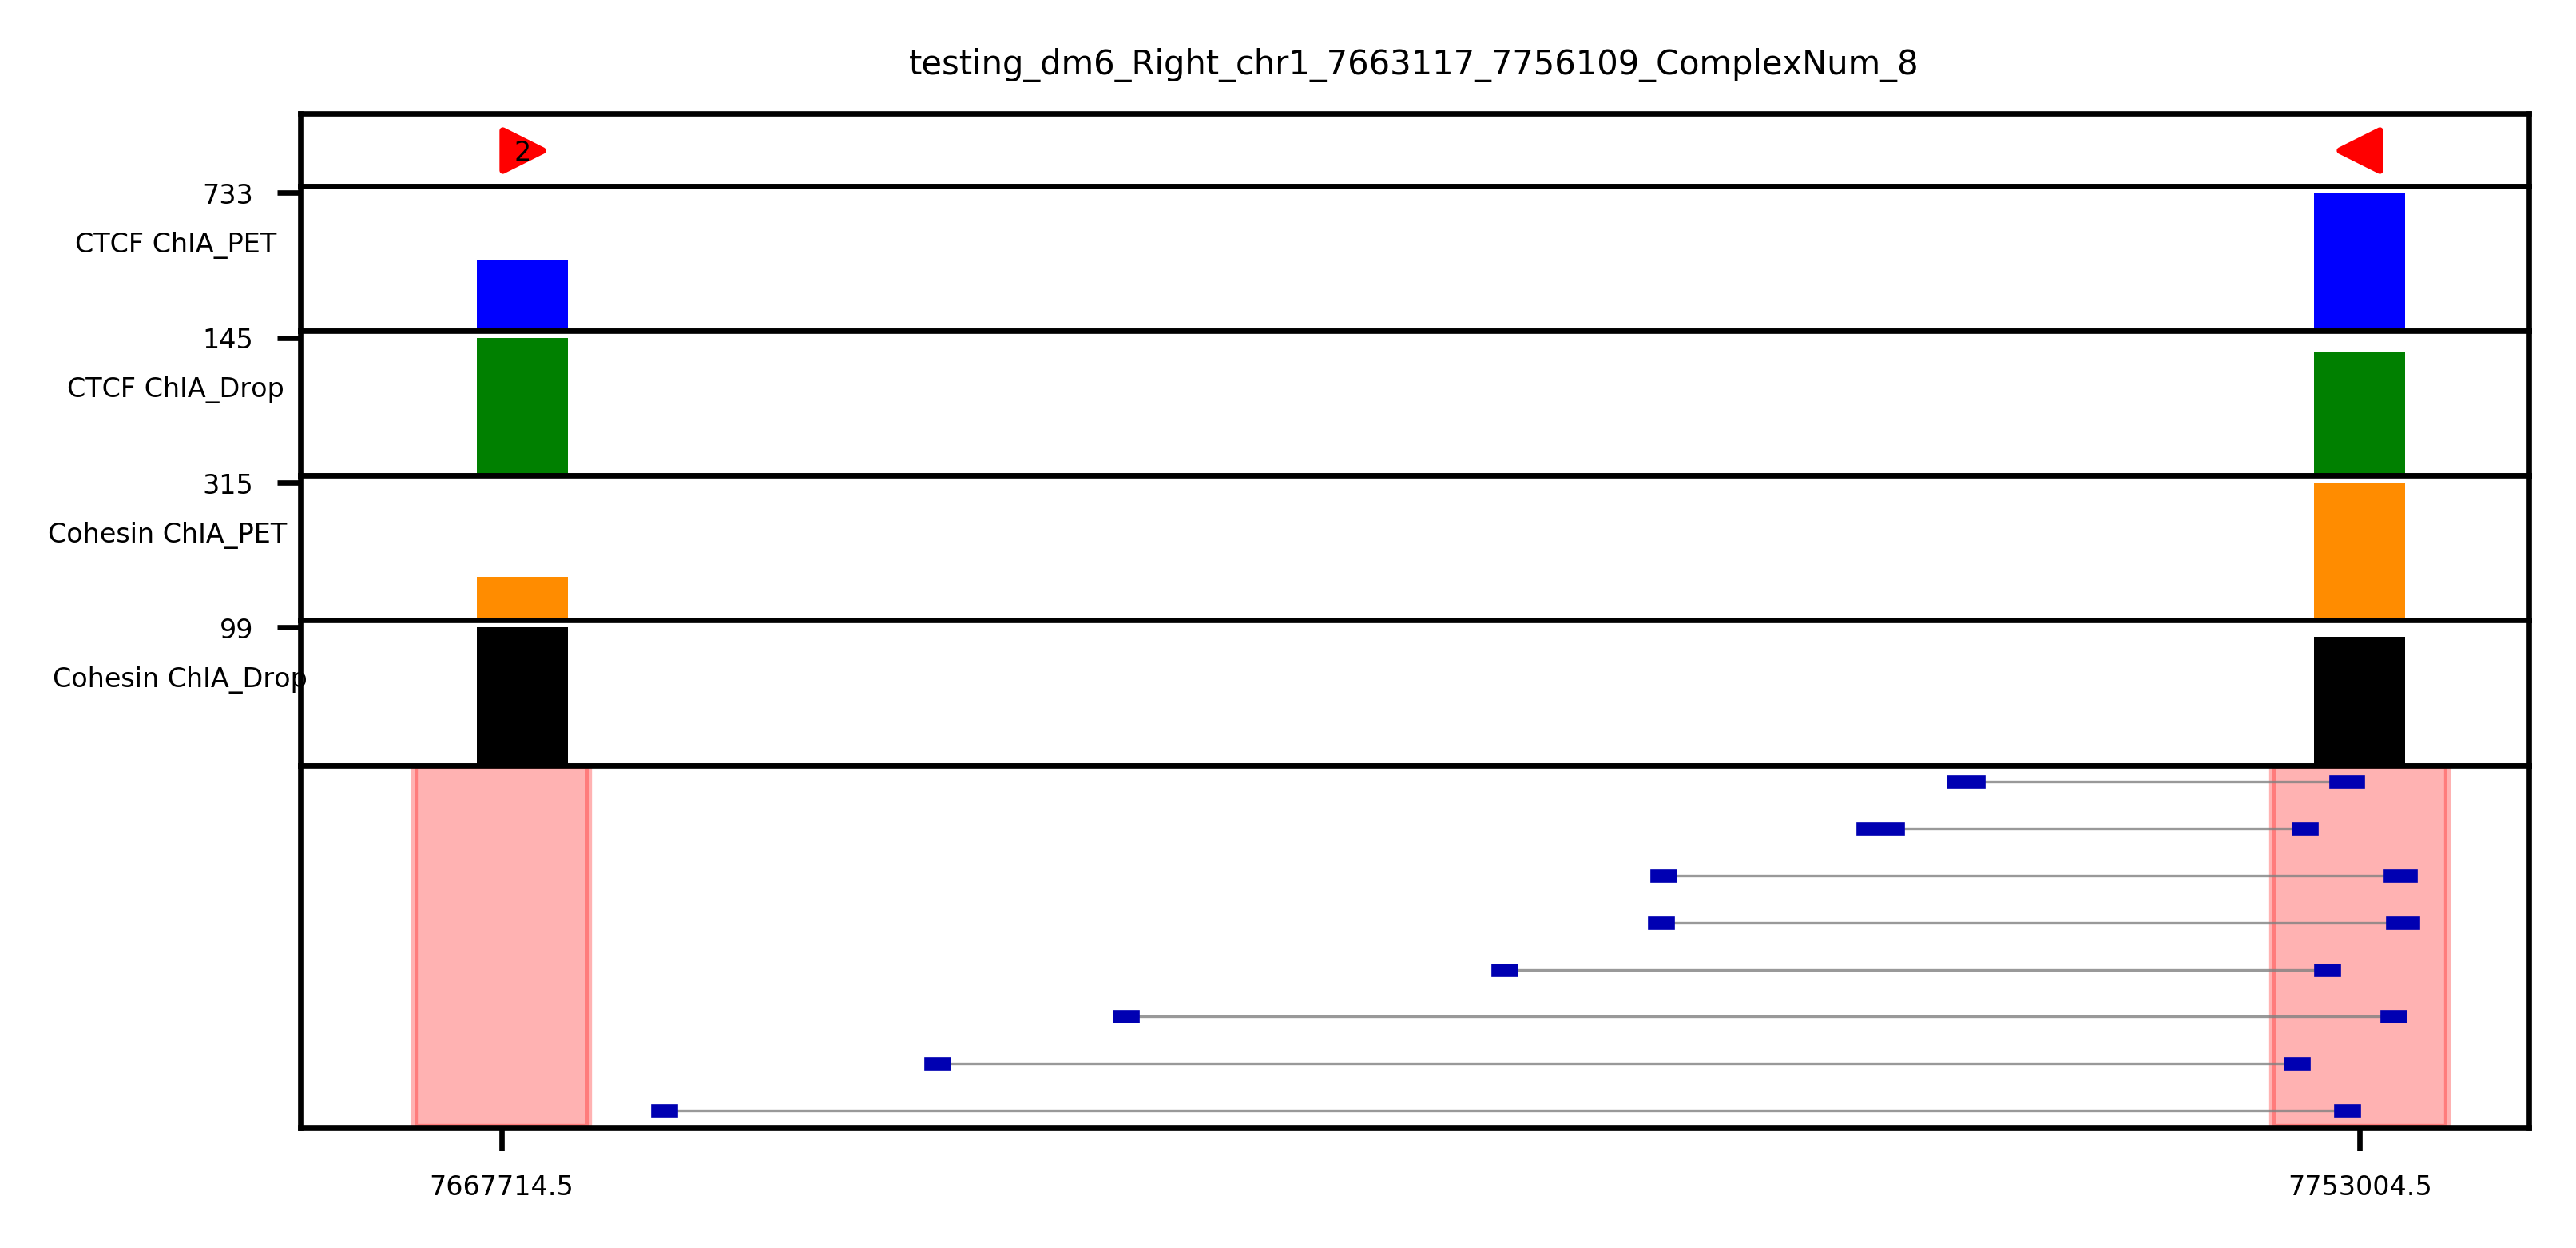 testing_dm6_Right_chr1_7663117_7756109_ComplexNum_8
2
733
CTCF ChIA_PET
145
CTCF ChIA_Drop
315
Cohesin ChIA_PET
99
Cohesin ChIA_Drop
7667714.5
7753004.5